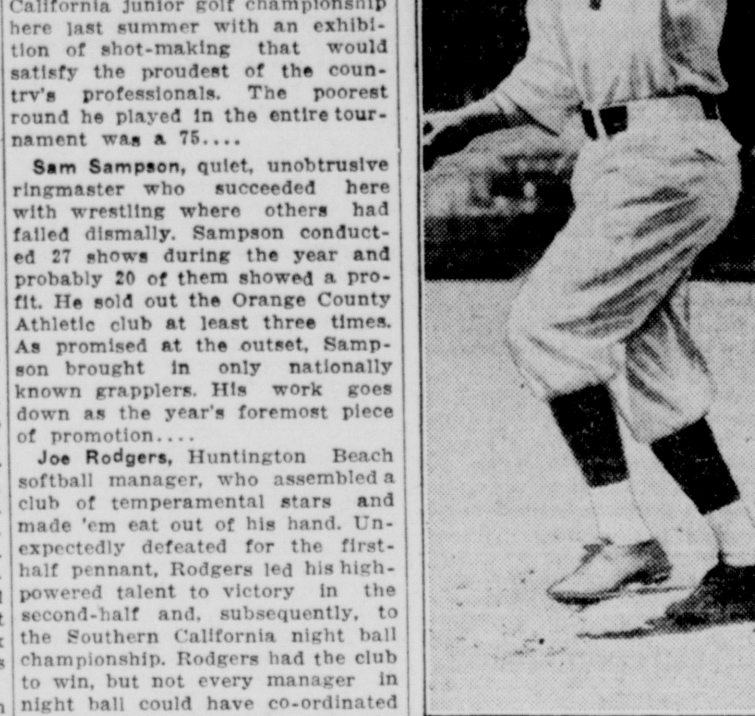 California junior golf championship
here last summer with an exhibi-
tion of shot-making that would
satisfy the proudest of the coun-
try's professionals. The poorest
round he played in the entire tour-
nament was a 75....
Sam Sampson, quiet, unobtrusive
ringmaster who succeeded here
with wrestling where others had
failed dismally. Sampson conduct-
ed 27 shows during the year and
probably 20 of them showed a pro-
fit. He sold out the Orange County
Athletic club at least three times.
As promised at the outset, Samp-
son brought in only nationally
known grapplers. His work goes
down as the year's foremost piece
of promotion....
Joe Rodgers, Huntington Beach
softball manager, who assembled a
club of temperamental stars and
made 'em eat out of his hand. Un-
expectedly defeated for the first-
half pennant, Rodgers led his high-
powered talent to victory in the
second-half and, subsequently, to
the Southern California night ball
championship. Rodgers had the club
to win, but not every manager in
night ball could have co-ordinated